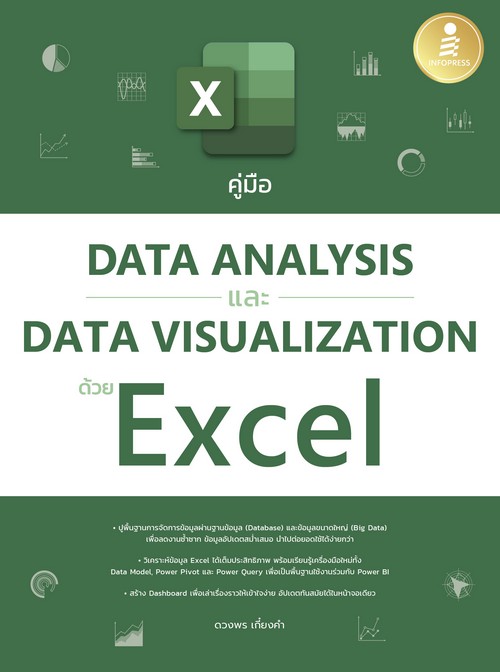 INFOPRESS
X
คู่มือ
DATA ANALYSIS
และ
DATA VISUALIZATION
ด้วย
Excel
• ปูพื้นฐานการจัดการข้อมูลผ่านฐานข้อมูล (Database) และข้อมูลขนาดใหญ่ (Big Data)
เพื่อลดงานซ้ำซาก ข้อมูลอัปเดตสม่ำเสมอ นำไปต่อยอดใช้ได้ง่ายกว่า
• วิเคราะห์ข้อมูล Excel ได้เต็มประสิทธิภาพ พร้อมเรียนรู้เครื่องมือใหม่ทั้ง
Data Model, Power Pivot และ Power Query เพื่อเป็นพื้นฐานใช้งานร่วมกับ Power BI
• สร้าง Dashboard เพื่อเล่าเรื่องราวให้เข้าใจง่าย อัปเดตทันสมัยได้ในหน้าจอเดียว
ดวงพร เกี๋ยงคำ